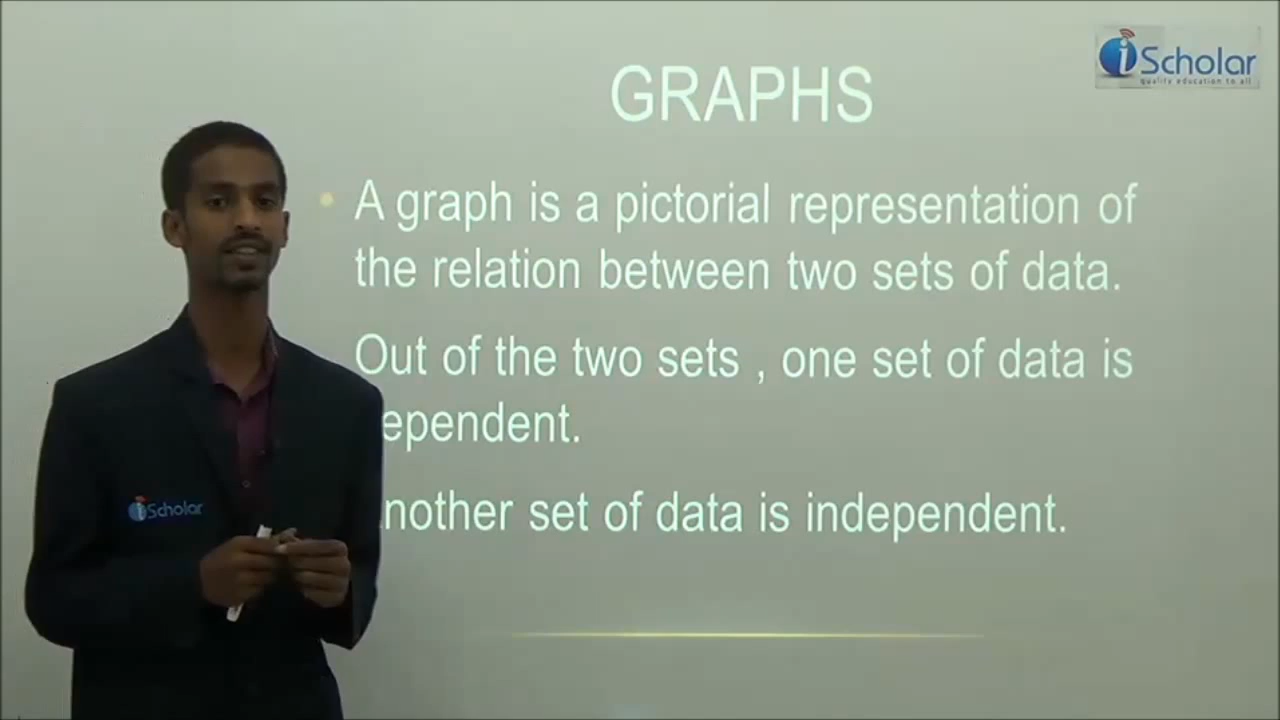 GRAPHS
iScholar
quality education to all
• A graph is a pictorial representation of
the relation between two sets of data.
Out of the two sets , one set of data is
ependent.
nother set of data is independent.
iScholar